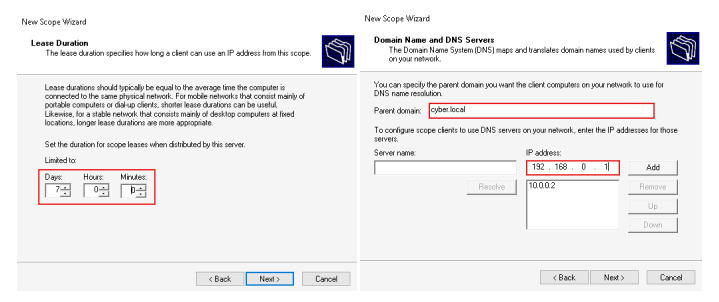 New Scope Wizard
Lease Duration
The lease duration specifies how long a client can use an IP address from this scope.
Lease durations should typically be equal to the average time the computer is
connected to the same physical network. For mobile networks that consist mainly of
portable computers or dial-up clients, shorter lease durations can be useful.
Likewise, for a stable network that consists mainly of desktop computers at fixed
locations, longer lease durations are more appropriate.
Set the duration for scope leases when distributed by this server.
Limited to:
Days: Hours: Minutes:
7 0 0
< Back Next > Cancel
New Scope Wizard
Domain Name and DNS Servers
The Domain Name System (DNS) maps and translates domain names used by clients
on your network.
You can specify the parent domain you want the client computers on your network to use for
DNS name resolution.
Parent domain: cyber.local
To configure scope clients to use DNS servers on your network, enter the IP addresses for those
servers.
Server name: IP address:
192 . 168 . 0 . 1 Add
Resolve 10.0.0.2 Remove
Up
Down
< Back Next > Cancel